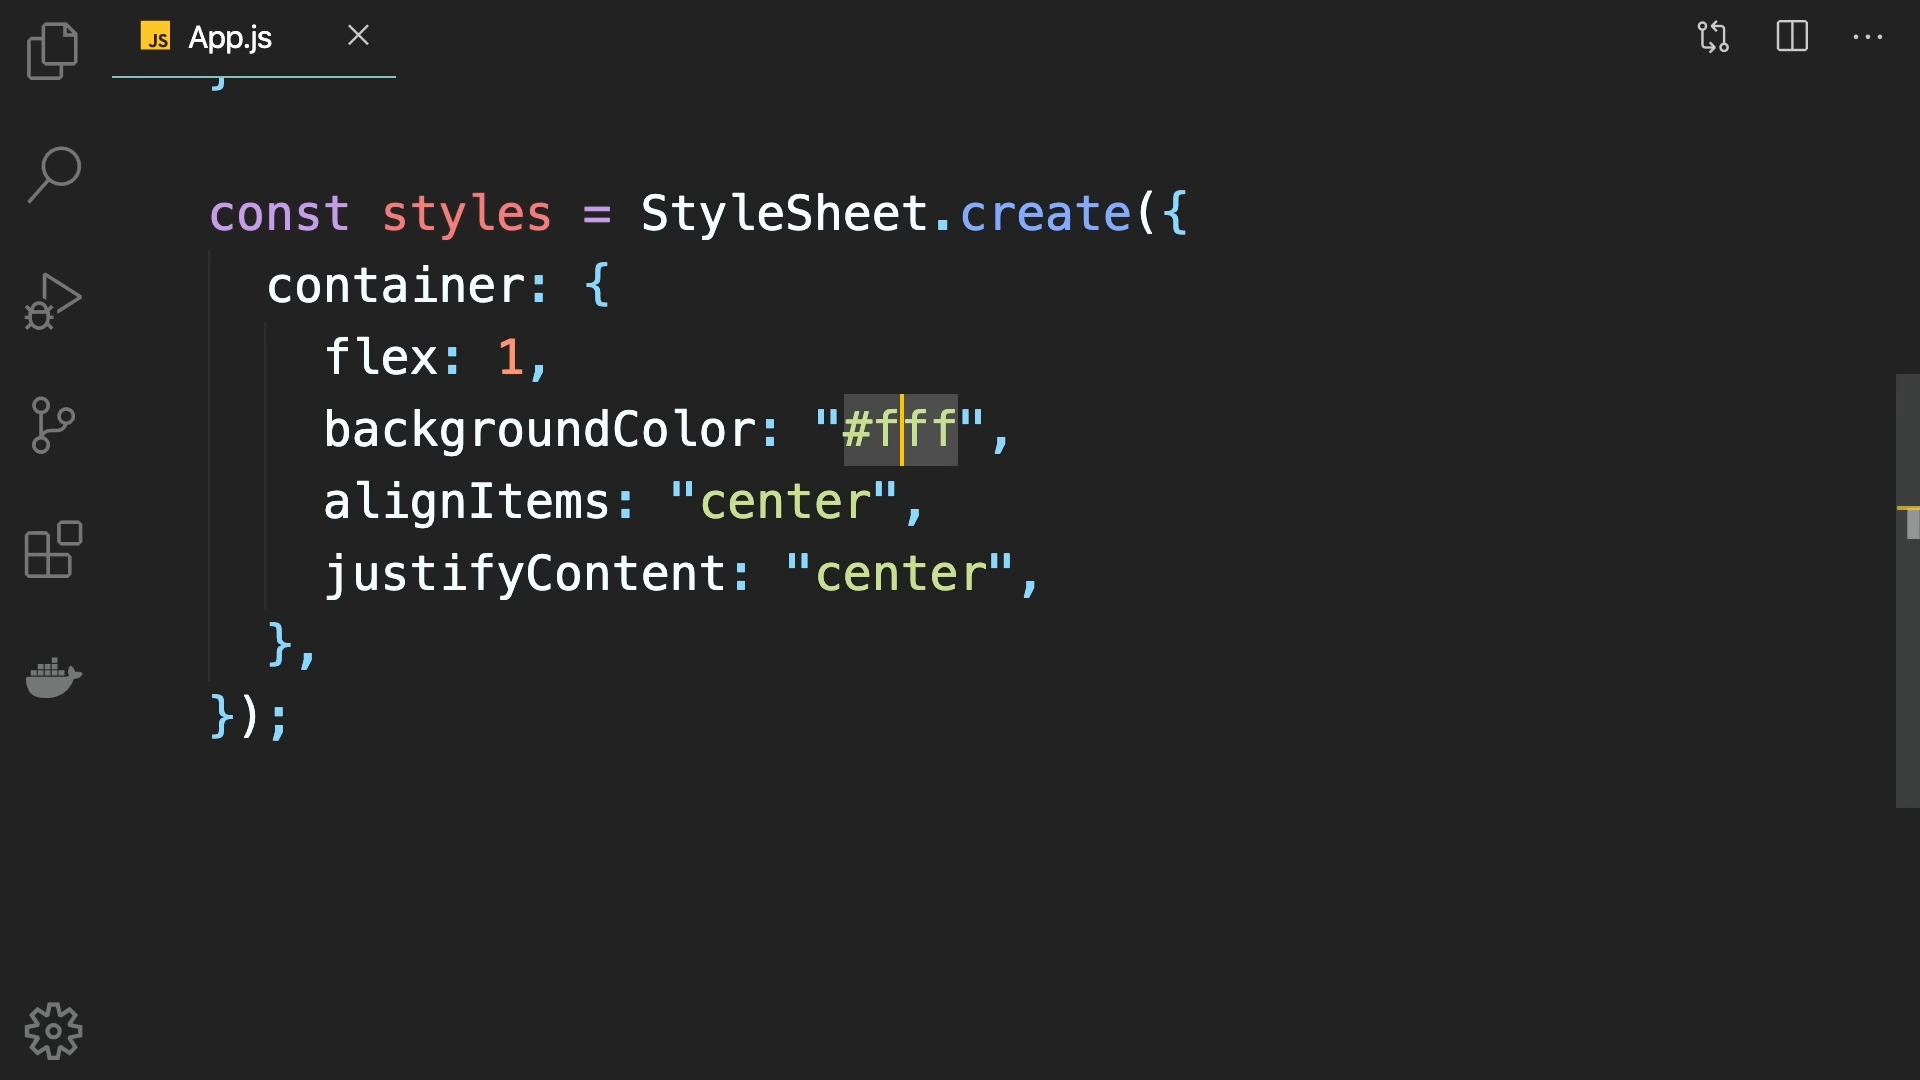 JS App.js
}
const styles = StyleSheet.create({
  container: {
    flex: 1,
    backgroundColor: "#fff",
    alignItems: "center",
    justifyContent: "center",
  },
});